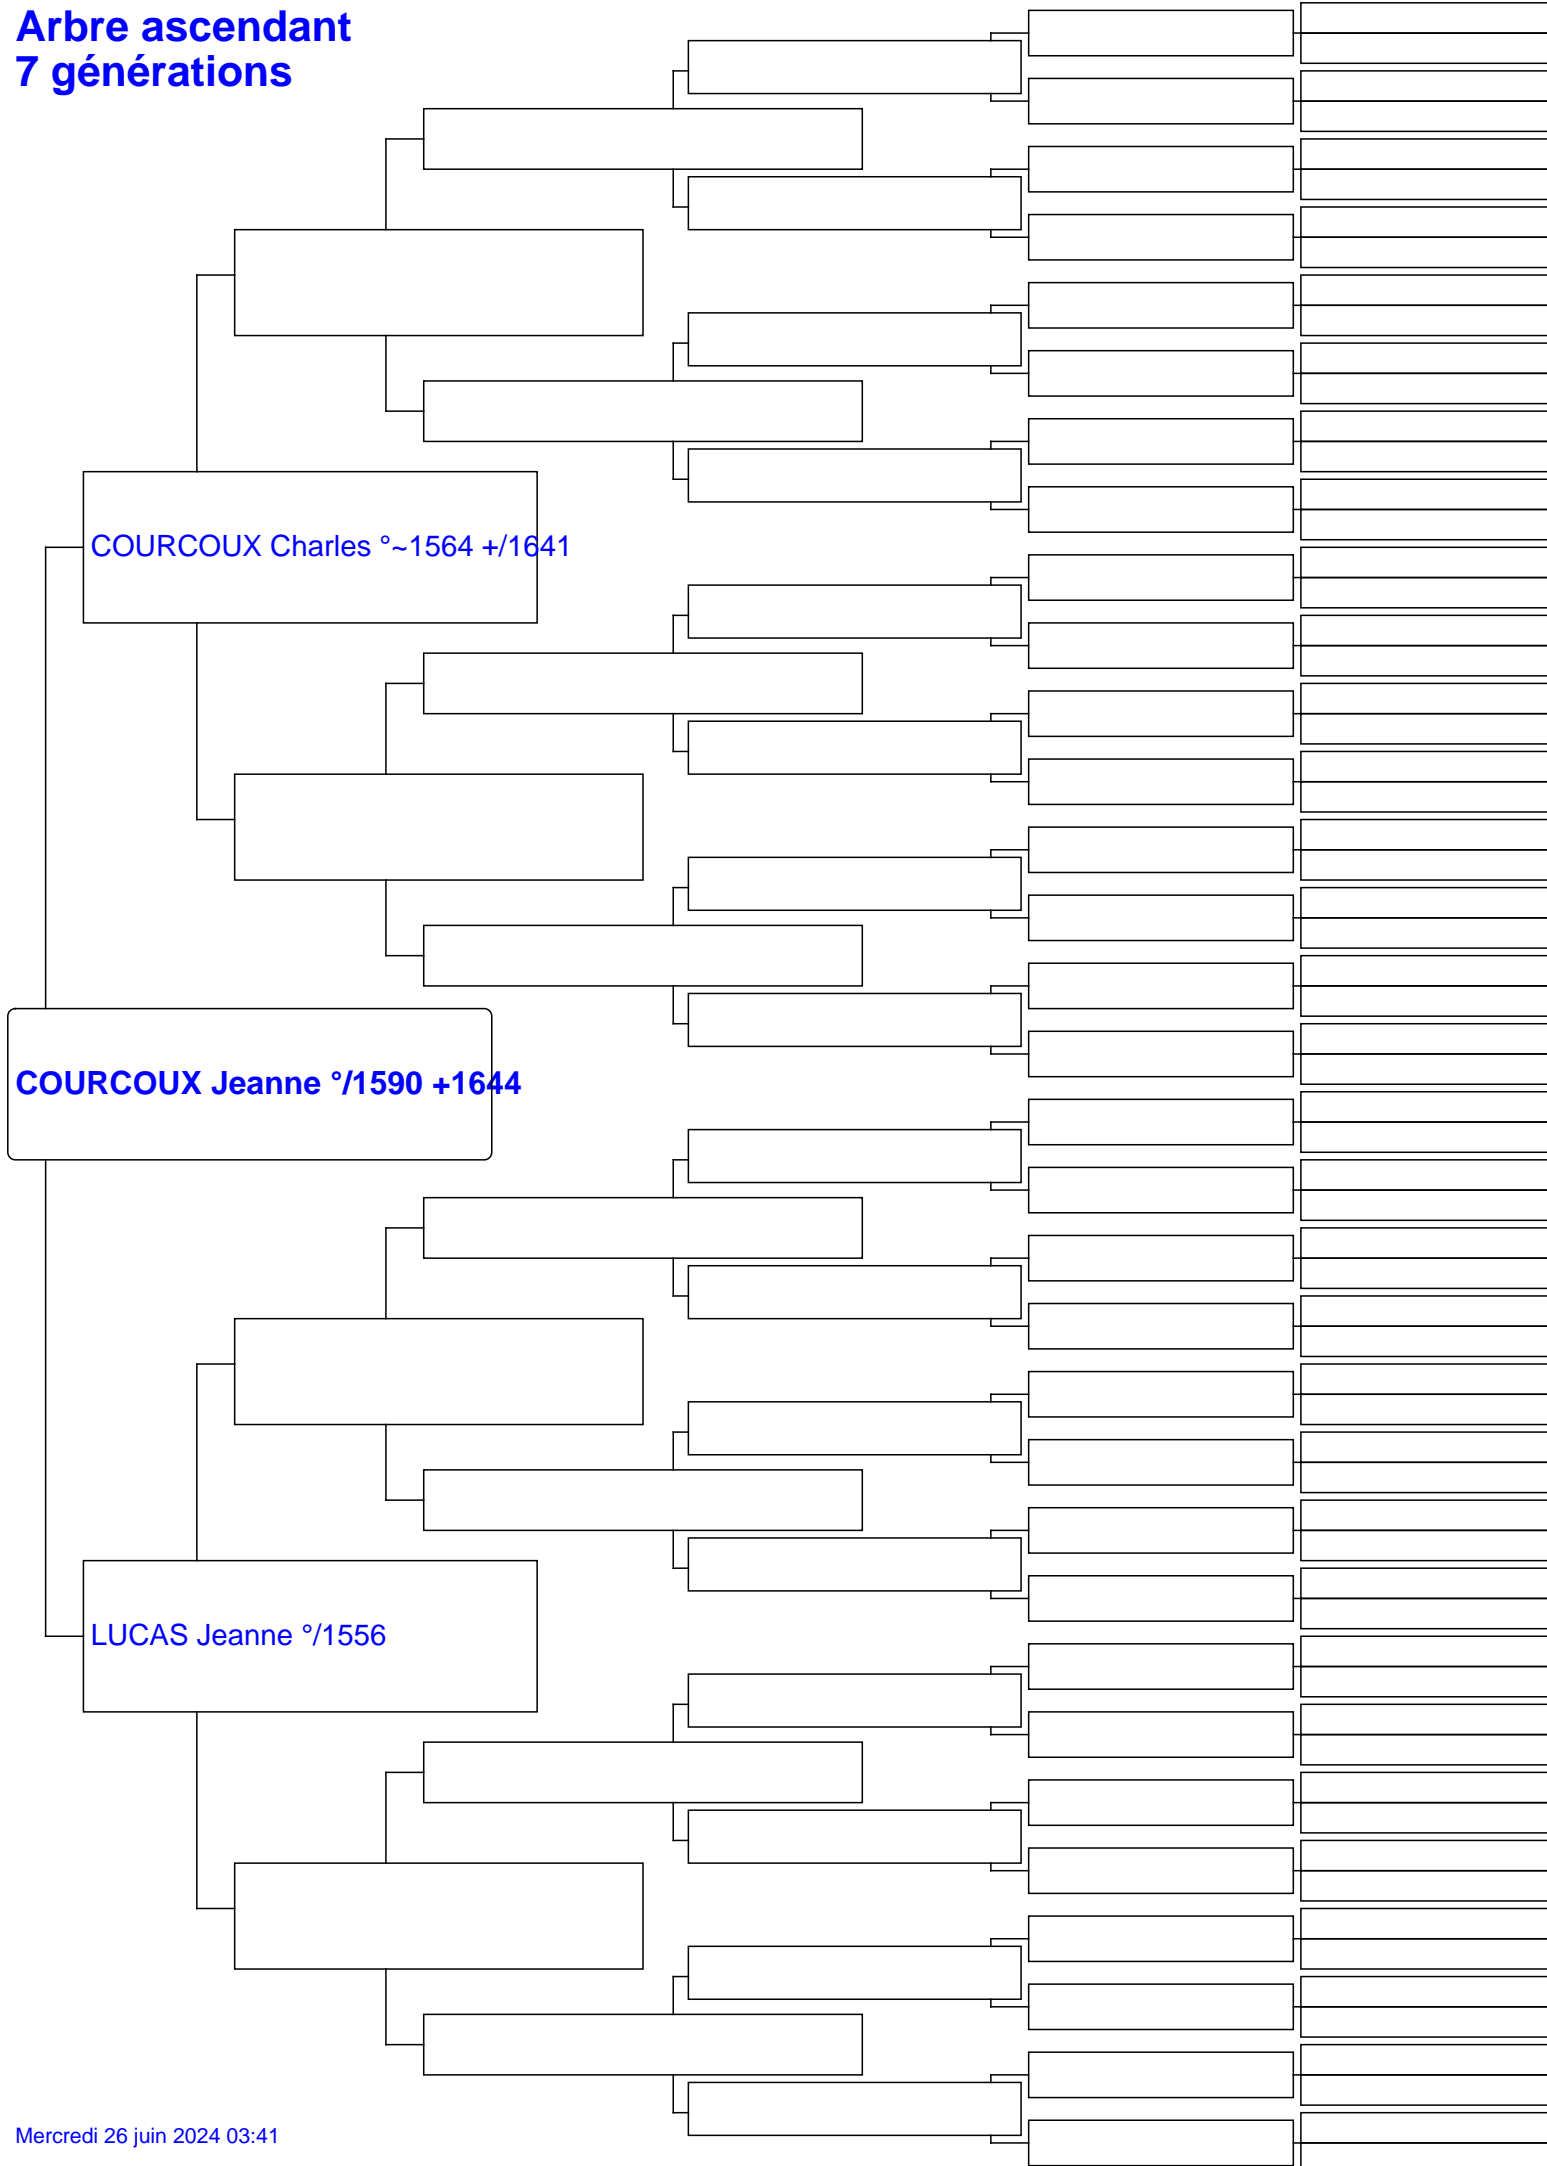 Arbre ascendant
7 générations
COURCOUX Charles °~1564 +/1641
COURCOUX Jeanne °/1590 +1644
LUCAS Jeanne °/1556
Mercredi 26 juin 2024 03:41